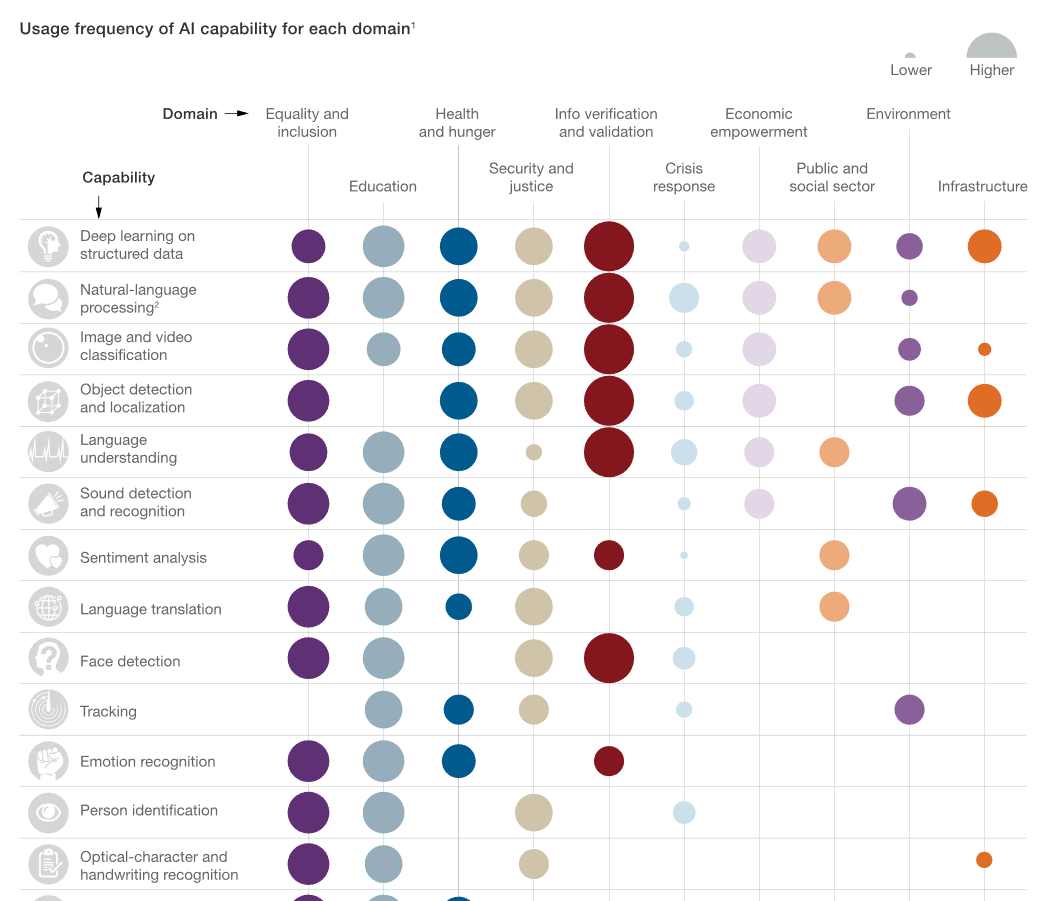 Usage frequency of AI capability for each domain¹
Lower
Higher
Domain
Equality and
inclusion
Health
and hunger
Info verification
and validation
Economic
empowerment
Environment
Capability
Education
Security and
justice
Crisis
response
Public and
social sector
Infrastructure
Deep learning on
structured data
Natural-language
processing²
Image and video
classification
Object detection
and localization
Language
understanding
Sound detection
and recognition
Sentiment analysis
Language translation
Face detection
Tracking
Emotion recognition
Person identification
Optical-character and
handwriting recognition